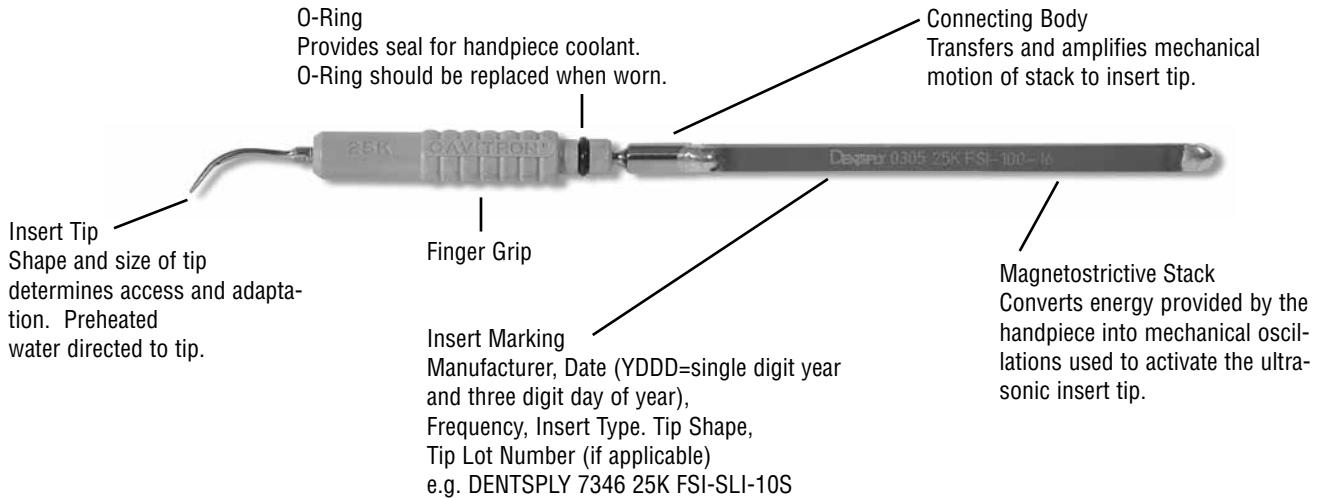 O-Ring
Provides seal for handpiece coolant.
O-Ring should be replaced when worn.
Connecting Body
Transfers and amplifies mechanical
motion of stack to insert tip.
25K CAVITRON®
DENTSPLY 0305 25K FSI-100-16
Insert Tip
Shape and size of tip
determines access and adapta-
tion. Preheated
water directed to tip.
Finger Grip
Insert Marking
Manufacturer, Date (YDDD=single digit year
and three digit day of year),
Frequency, Insert Type. Tip Shape,
Tip Lot Number (if applicable)
e.g. DENTSPLY 7346 25K FSI-SLI-10S
Magnetostrictive Stack
Converts energy provided by the
handpiece into mechanical oscil-
lations used to activate the ultra-
sonic insert tip.